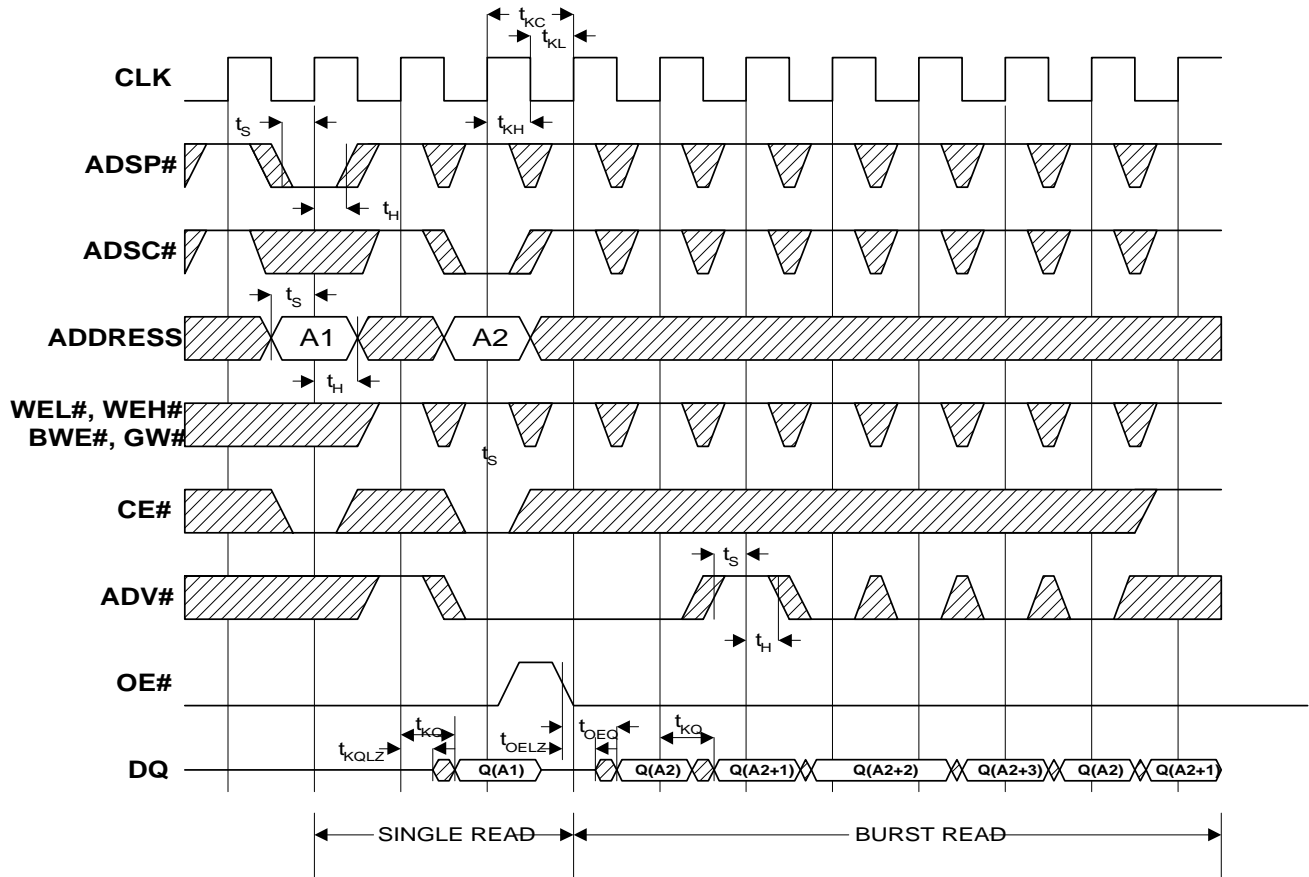 tKC
tKL
CLK
tS
tKH
ADSP#
tH
ADSC#
tS
ADDRESS
A1
A2
tH
WEL#, WEH#
BWE#, GW#
tS
CE#
tS
ADV#
tH
OE#
tKQ
tOEQ
tKQ
tKQLZ
tOELZ
DQ
Q(A1)
Q(A2)
Q(A2+1)
Q(A2+2)
Q(A2+3)
Q(A2)
Q(A2+1)
SINGLE READ
BURST READ